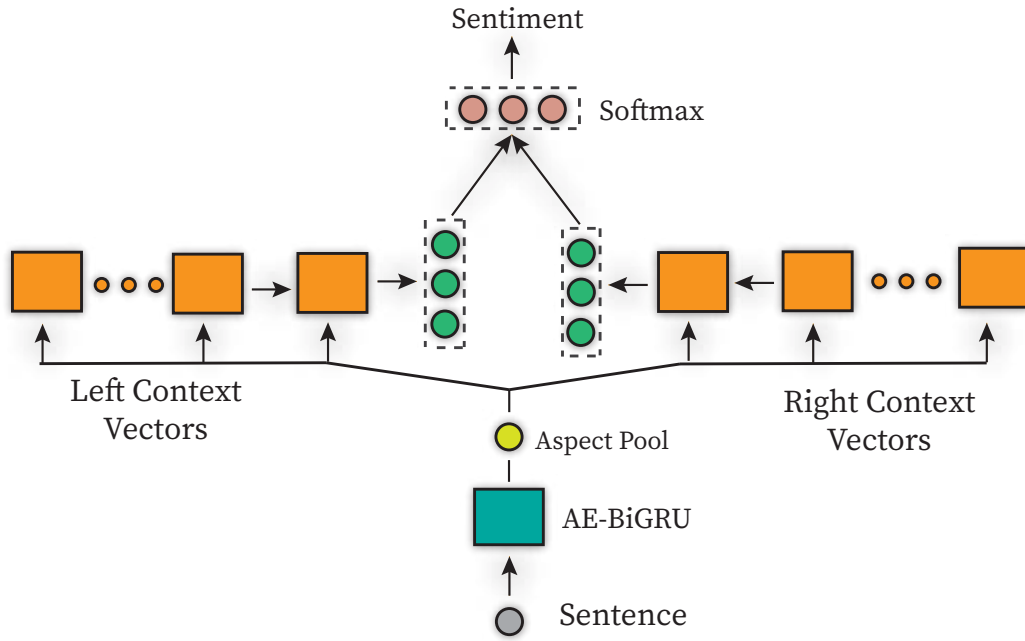 Sentiment
Softmax
Left Context
Vectors
Right Context
Vectors
Aspect Pool
AE-BiGRU
Sentence